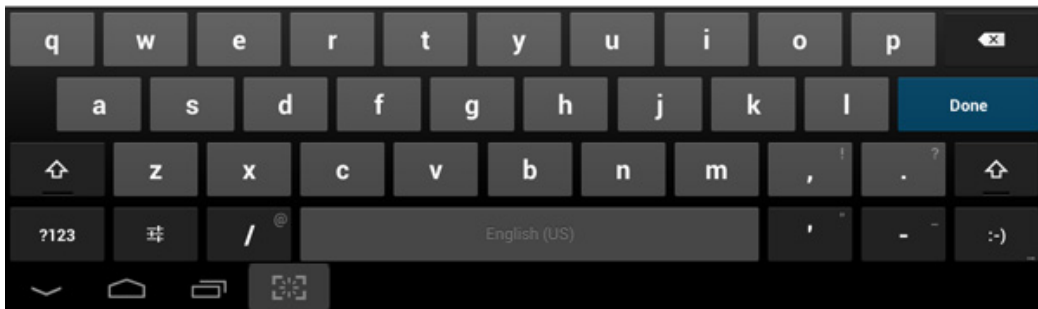 q w e r t y u i o p
a s d f g h j k l Done
z x c v b n m , ! . ?
?123 / @ English (US) ' " - _ :-)